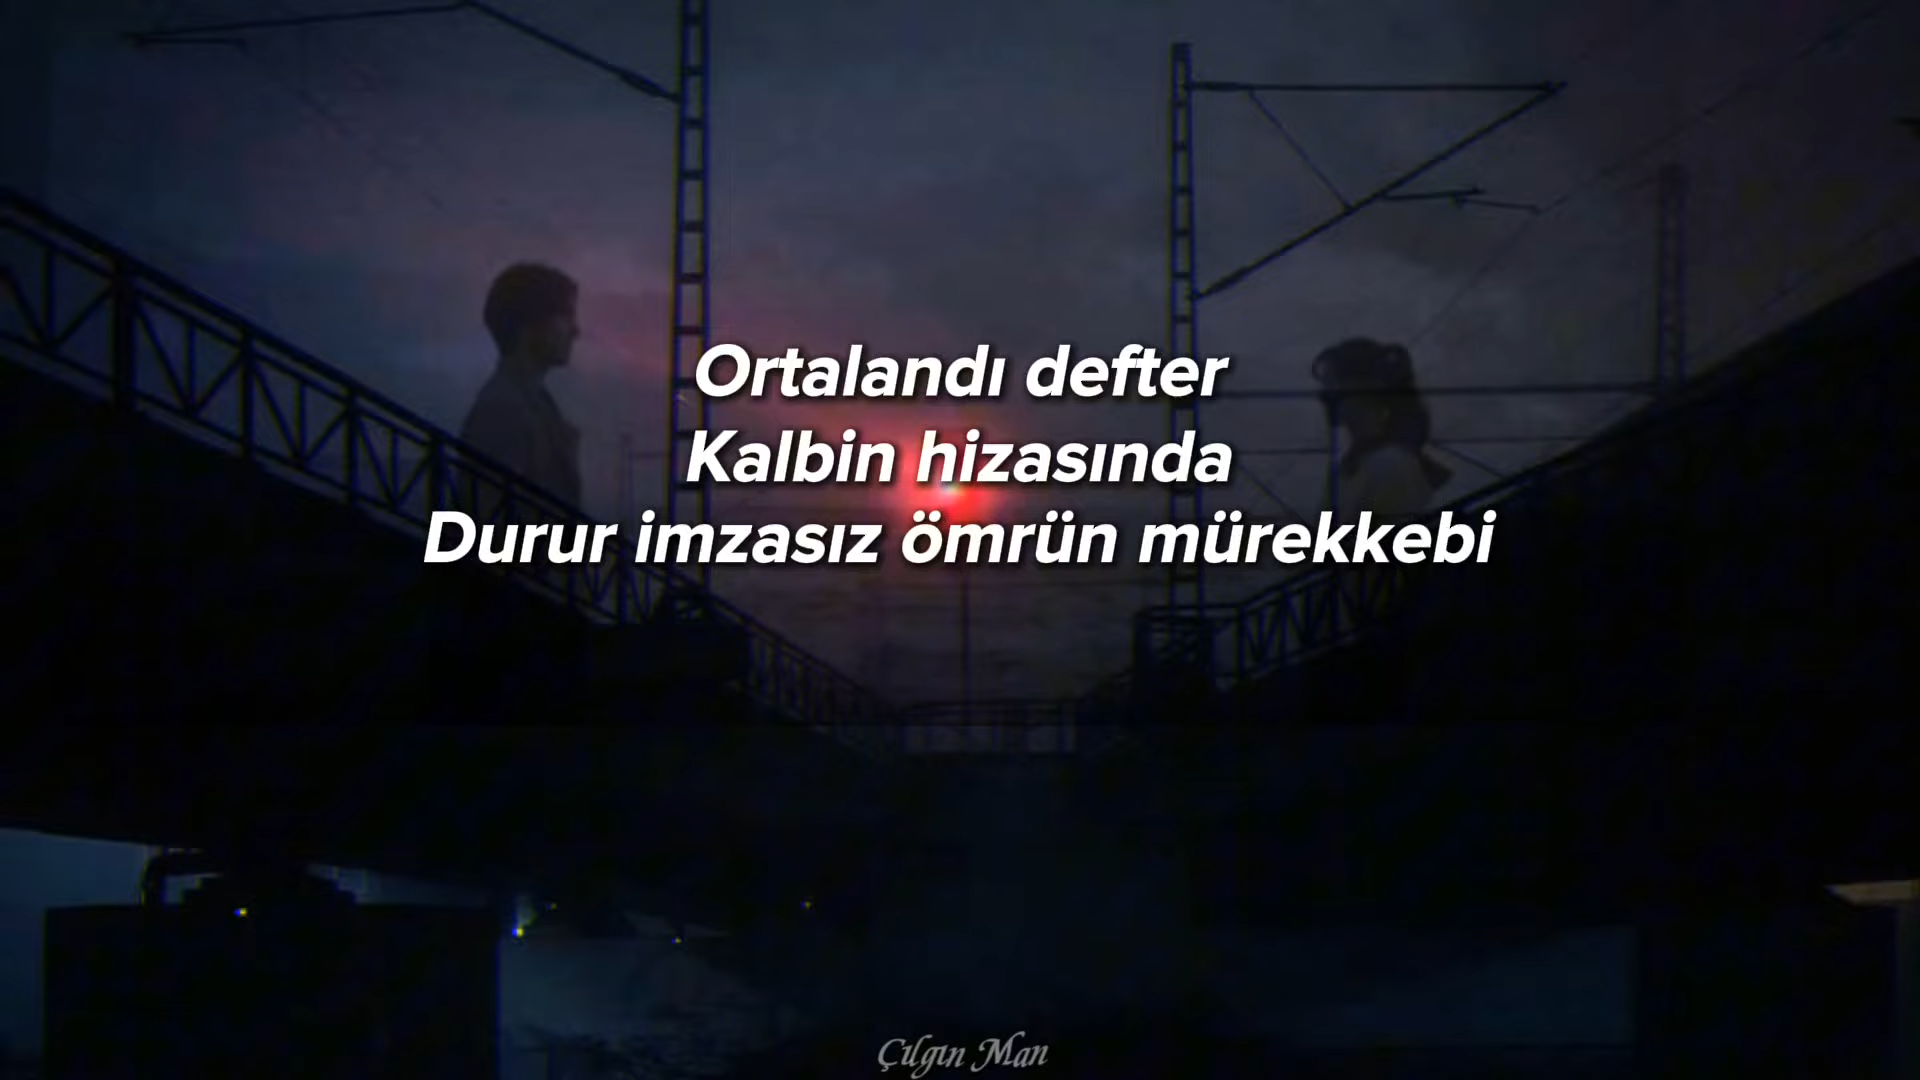 Ortalandı defter
Kalbin hizasında
Durur imzasız ömrün mürekkebi
Çılgın Man